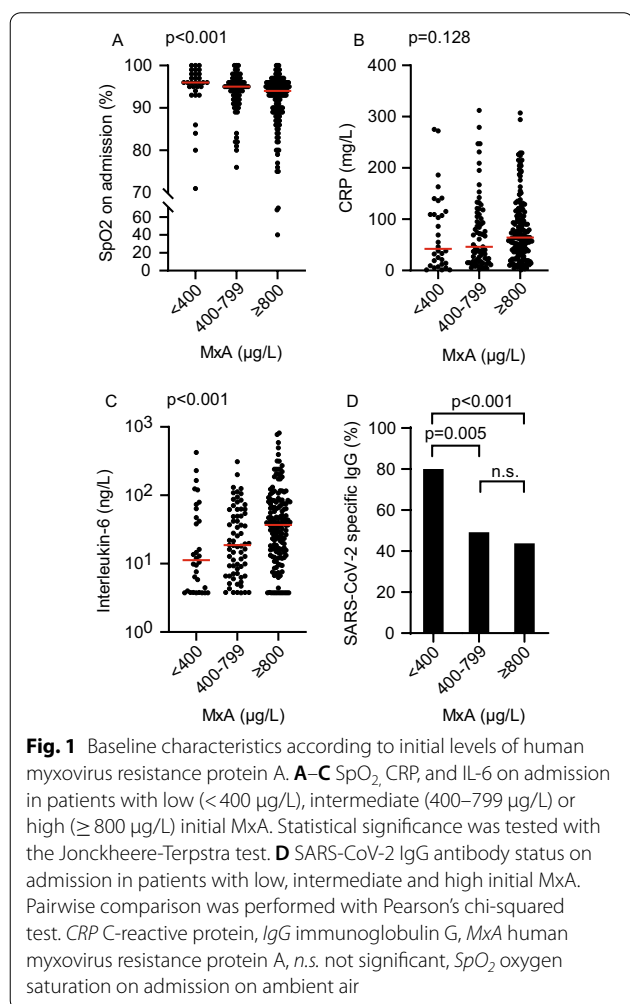 A
p<0.001
SpO2 on admission (%)
100
90
80
70
60
40
20
0
<400
400-799
≥800
MxA (µg/L)
B
p=0.128
CRP (mg/L)
400
300
200
100
0
<400
400-799
≥800
MxA (µg/L)
C
p<0.001
Interleukin-6 (ng/L)
10³
10²
10¹
10⁰
<400
400-799
≥800
MxA (µg/L)
D
p<0.001
p=0.005
n.s.
SARS-CoV-2 specific IgG (%)
100
80
60
40
20
0
<400
400-799
≥800
MxA (µg/L)
Fig. 1 Baseline characteristics according to initial levels of human
myxovirus resistance protein A. A–C SpO₂, CRP, and IL-6 on admission
in patients with low (< 400 µg/L), intermediate (400–799 µg/L) or
high (≥ 800 µg/L) initial MxA. Statistical significance was tested with
the Jonckheere-Terpstra test. D SARS-CoV-2 IgG antibody status on
admission in patients with low, intermediate and high initial MxA.
Pairwise comparison was performed with Pearson's chi-squared
test. CRP C-reactive protein, IgG immunoglobulin G, MxA human
myxovirus resistance protein A, n.s. not significant, SpO₂ oxygen
saturation on admission on ambient air